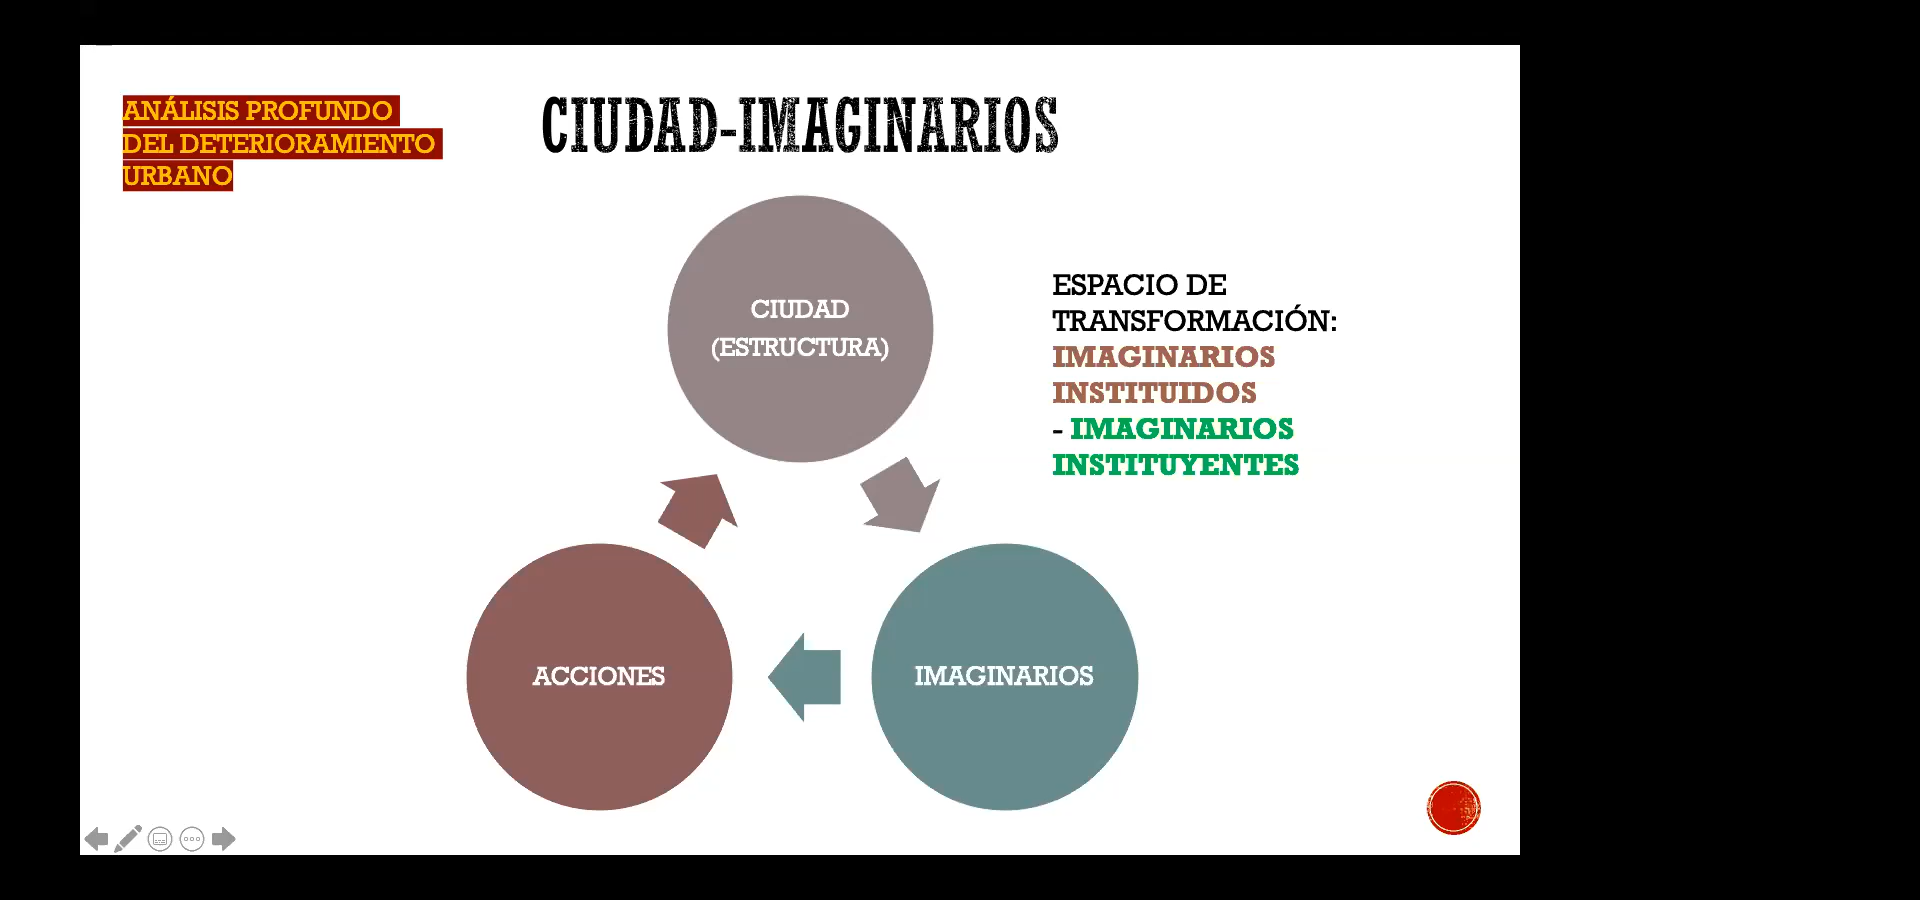 ANÁLISIS PROFUNDO
DEL DETERIORAMIENTO
URBANO
CIUDAD-IMAGINARIOS
CIUDAD
(ESTRUCTURA)
ESPACIO DE
TRANSFORMACIÓN:
IMAGINARIOS
INSTITUIDOS
- IMAGINARIOS
INSTITUYENTES
ACCIONES
IMAGINARIOS